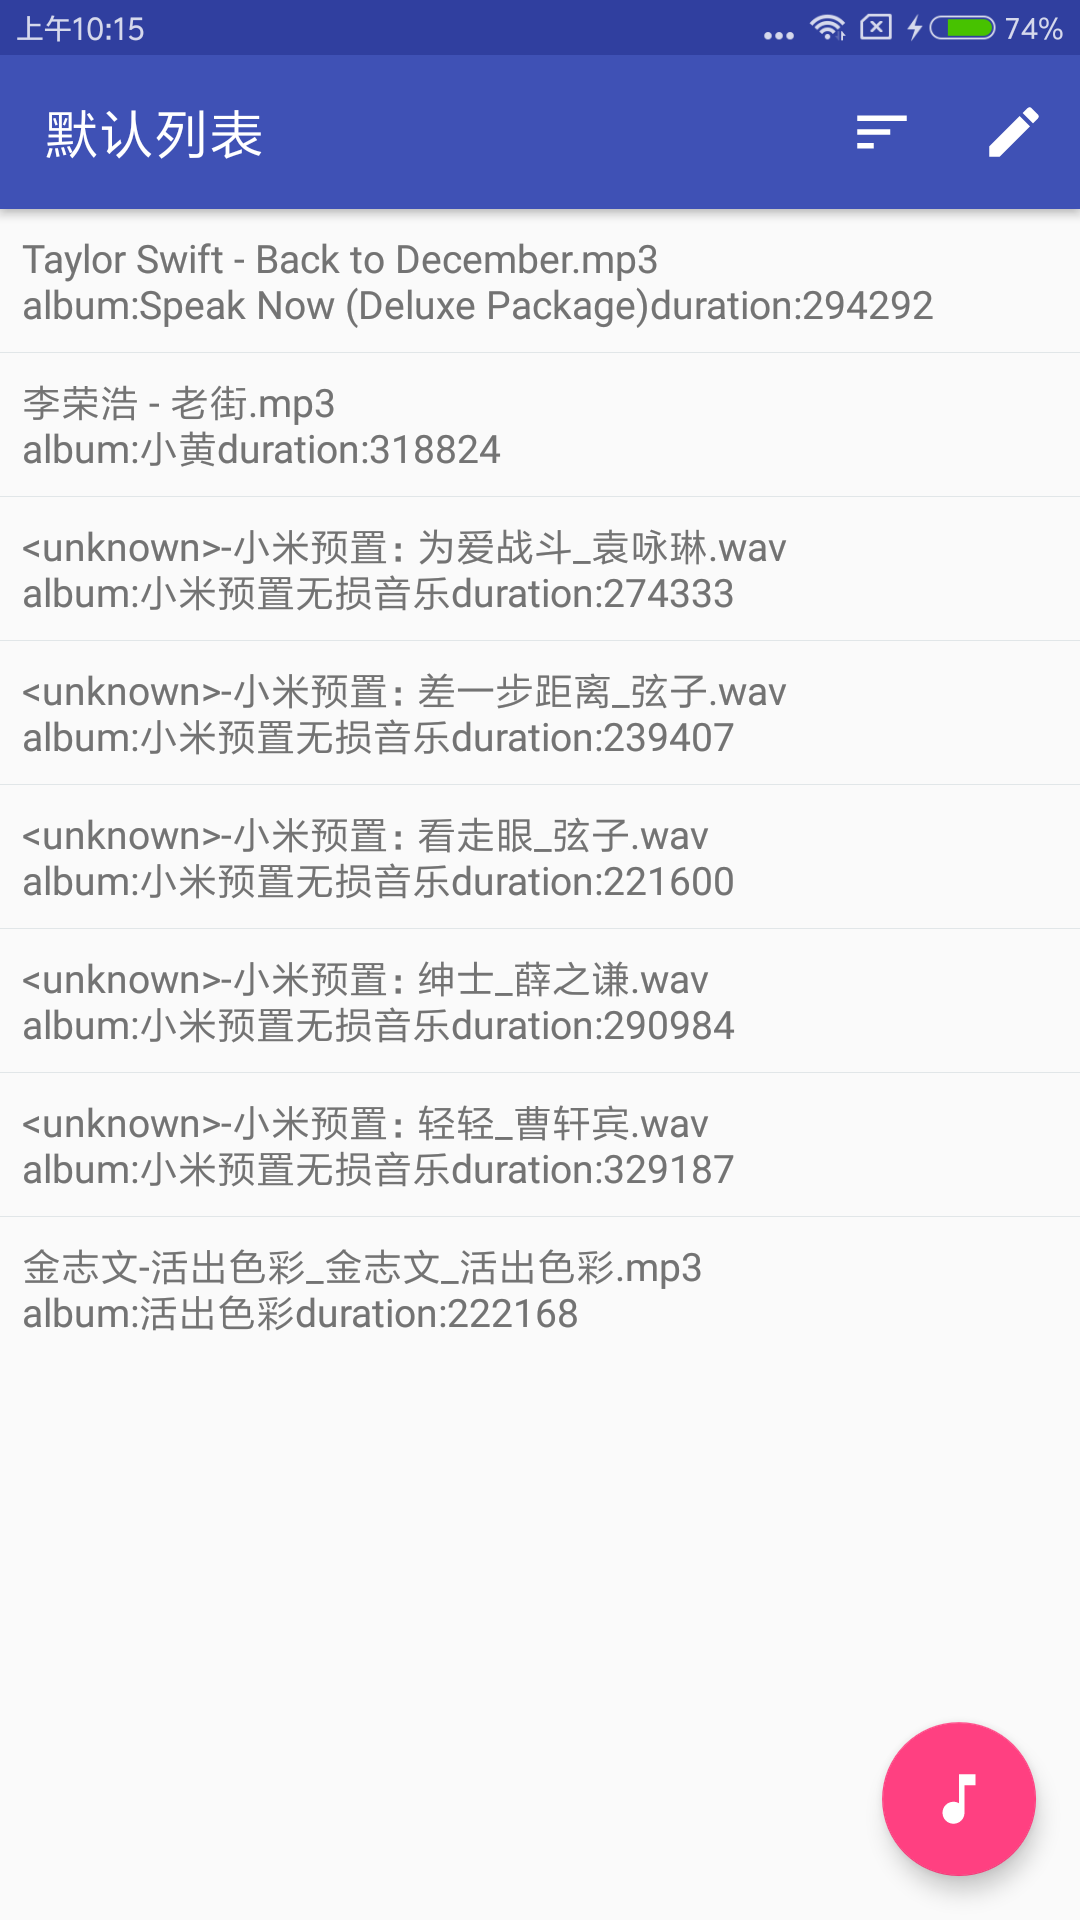 上午10:15
74%
默认列表
Taylor Swift - Back to December.mp3
album:Speak Now (Deluxe Package)duration:294292
李荣浩 - 老街.mp3
album:小黄duration:318824
<unknown>-小米预置：为爱战斗_袁咏琳.wav
album:小米预置无损音乐duration:274333
<unknown>-小米预置：差一步距离_弦子.wav
album:小米预置无损音乐duration:239407
<unknown>-小米预置：看走眼_弦子.wav
album:小米预置无损音乐duration:221600
<unknown>-小米预置：绅士_薛之谦.wav
album:小米预置无损音乐duration:290984
<unknown>-小米预置：轻轻_曹轩宾.wav
album:小米预置无损音乐duration:329187
金志文-活出色彩_金志文_活出色彩.mp3
album:活出色彩duration:222168